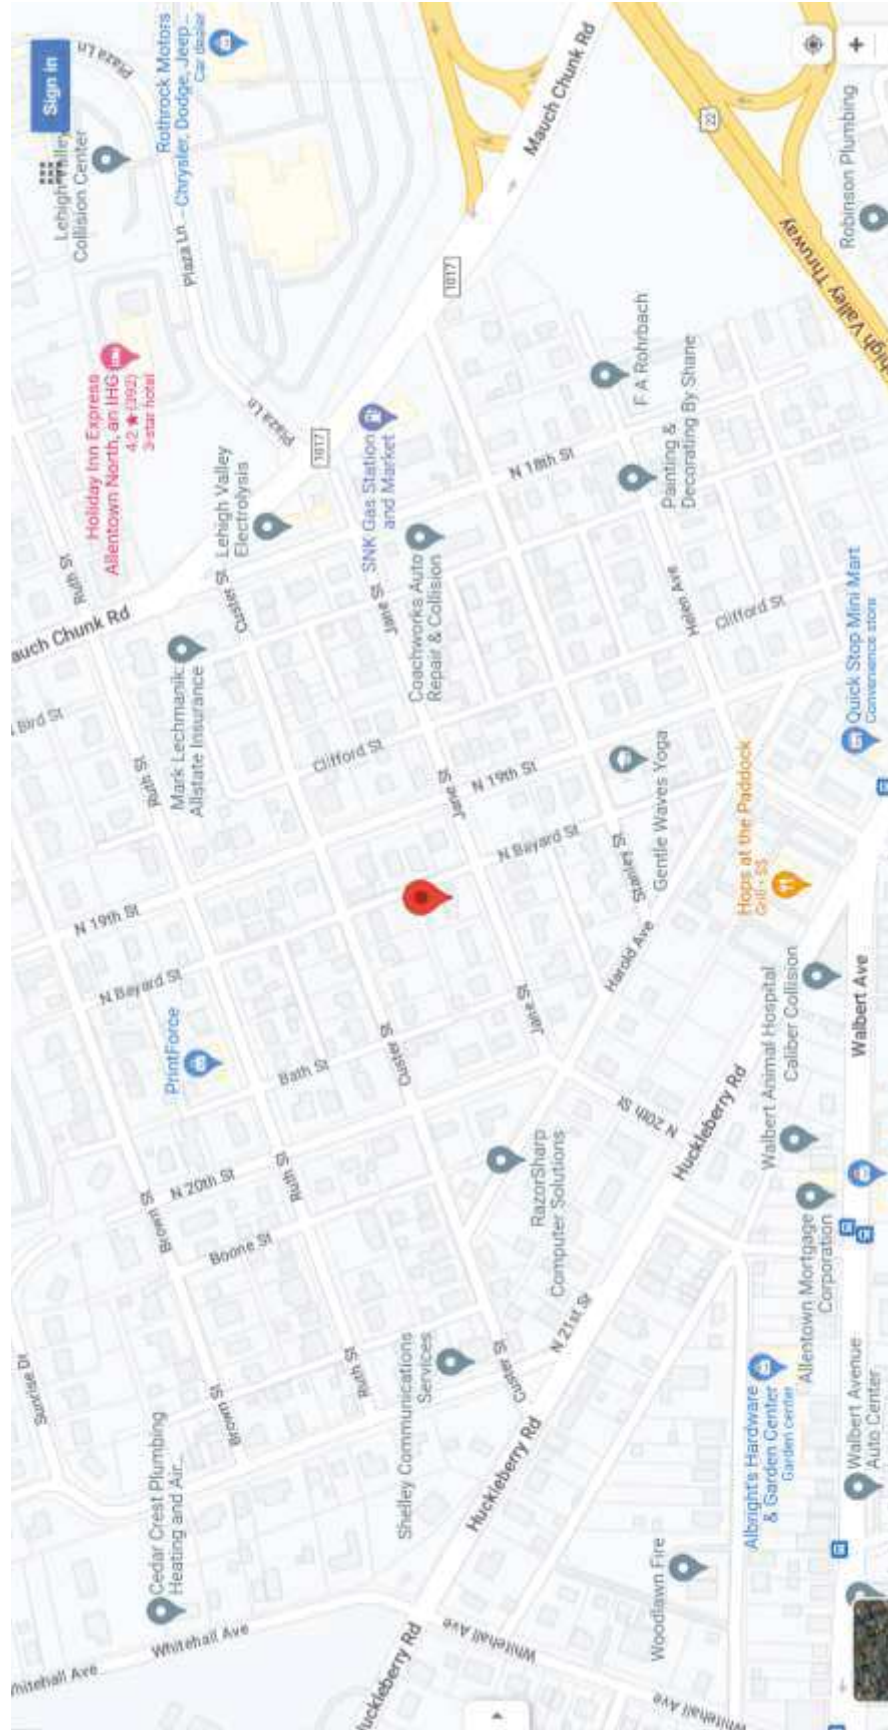 Whitehall Ave
Whitehall Ave
Sunrise Dr
Cedar Crest Plumbing
Heating and Air...
Brown St
Brown St
Boone St
N 20th St
Ruth St
Ruth St
PrintForce
Bath St
N Bayard St
N 19th St
Bird St
Ruth St
Mark Lechmanik:
Allstate Insurance
Mauch Chunk Rd
Ruth St
Holiday Inn Express
Allentown North, an IHG
4.2 ★ (392)
3-star hotel
Lehigh Valley
Collision Center
Sign in
Plaza Ln
Rothrock Motors
- Chrysler, Dodge, Jeep...
Car dealer
Plaza Ln
Plaza Ln
1017
Custer St
Lehigh Valley
Electrolysis
Clifford St
Custer St
Jane St
SNK Gas Station
and Market
Coachworks Auto
Repair & Collision
1017
Mauch Chunk Rd
N 18th St
Jane St
N 19th St
N Bayard St
Jane St
Stanley St
Gentle Waves Yoga
Harold Ave
Shelley Communications
Services
Custer St
N 21st St
RazorSharp
Computer Solutions
N 20th St
Huckleberry Rd
Huckleberry Rd
Huckleberry Rd
Whitehall Ave
Whitehall Ave
Woodlawn Fire
Helen Ave
Clifford St
Painting &
Decorating By Shane
F A Rohrbach
22
Lehigh Valley Thruway
Robinson Plumbing
+
Hops at the Paddock
Grill • $$
Quick Stop Mini Mart
Convenience store
Walbert Animal Hospital
Caliber Collision
Walbert Ave
Allentown Mortgage
Corporation
Albright's Hardware
& Garden Center
Garden center
Walbert Avenue
Auto Center